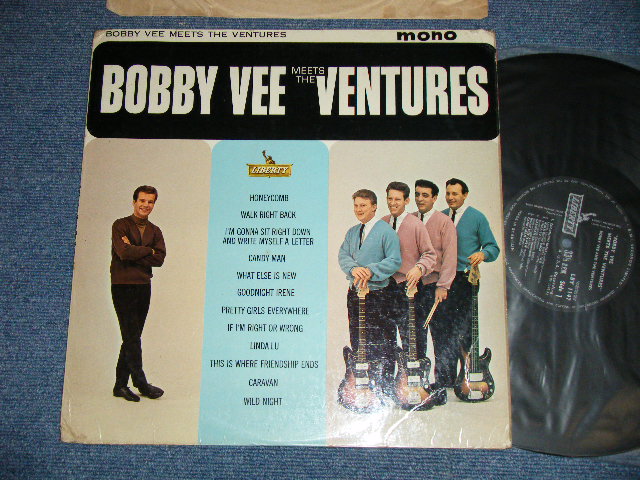 BOBBY VEE MEETS THE VENTURES
mono
BOBBY VEE MEETS THE VENTURES
LIBERTY
HONEYCOMB
WALK RIGHT BACK
I'M GONNA SIT RIGHT DOWN
AND WRITE MYSELF A LETTER
CANDY MAN
WHAT ELSE IS NEW
GOODNIGHT IRENE
PRETTY GIRLS EVERYWHERE
IF I'M RIGHT OR WRONG
LINDA LU
THIS IS WHERE FRIENDSHIP ENDS
CARAVAN
WILD NIGHT
LIBERTY